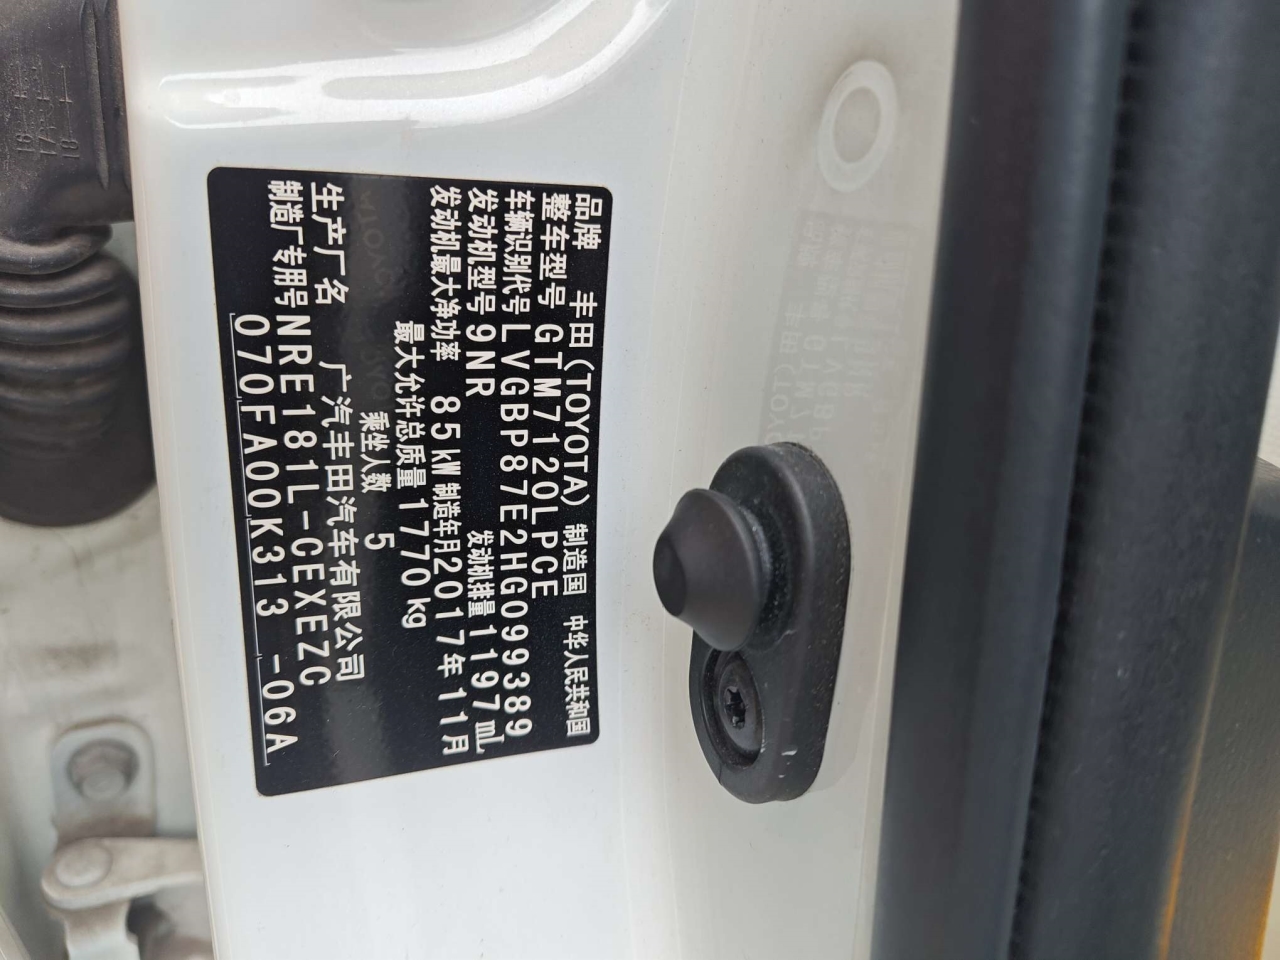 品牌 丰田(TOYOTA) 制造国 中华人民共和国
整车型号 GTM7120LPCE
车辆识别代号 LVGBP87E2HG099389
发动机型号 9NR 发动机排量 1197mL
发动机最大净功率 85kW 制造年月 2017年11月
最大允许总质量 1770kg
乘坐人数 5
生产厂名 广汽丰田汽车有限公司
制造厂专用号 NRE181L-CEXEZC
070FA00K313 -06A